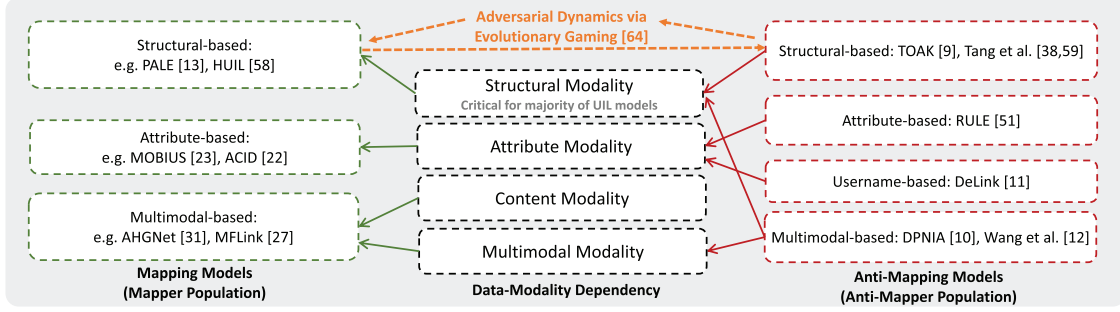 Adversarial Dynamics via
Evolutionary Gaming [64]
Structural-based:
e.g. PALE [13], HUIL [58]
Attribute-based:
e.g. MOBIUS [23], ACID [22]
Multimodal-based:
e.g. AHGNet [31], MFLink [27]
Mapping Models
(Mapper Population)
Structural Modality
Critical for majority of UIL models
Attribute Modality
Content Modality
Multimodal Modality
Data-Modality Dependency
Structural-based: TOAK [9], Tang et al. [38,59]
Attribute-based: RULE [51]
Username-based: DeLink [11]
Multimodal-based: DPNIA [10], Wang et al. [12]
Anti-Mapping Models
(Anti-Mapper Population)